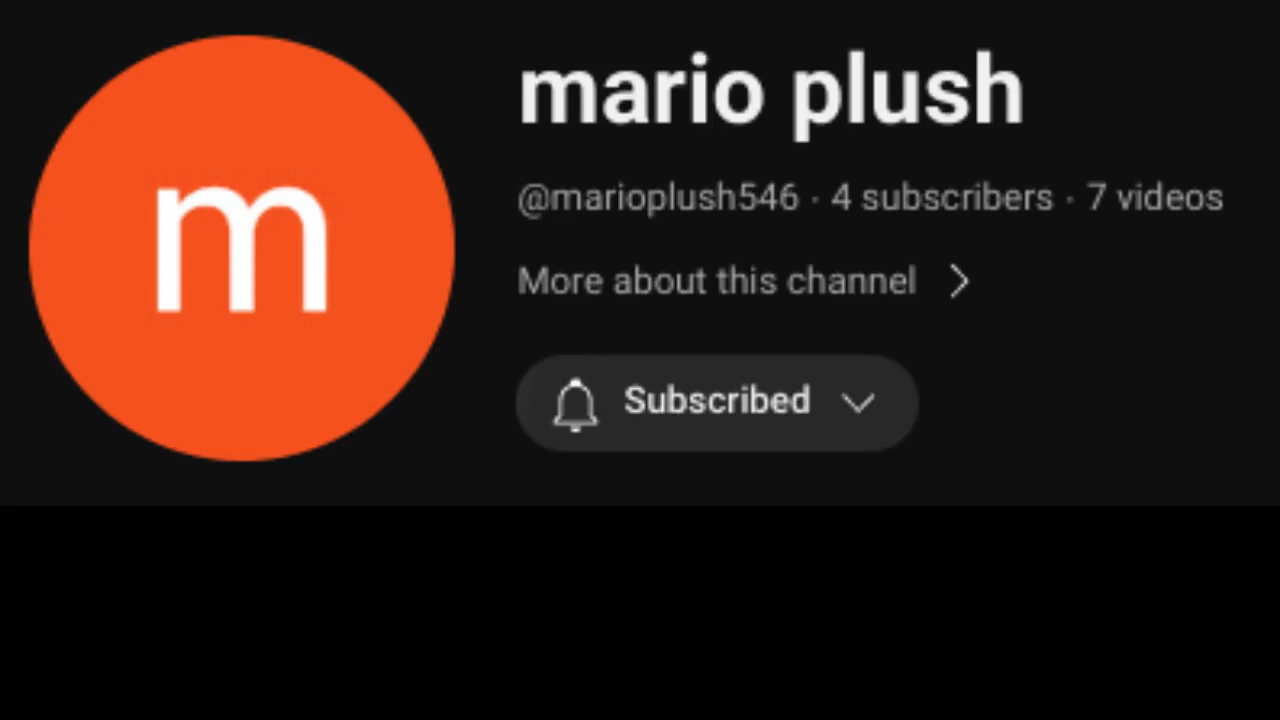 m
mario plush
@marioplush546 · 4 subscribers · 7 videos
More about this channel
Subscribed